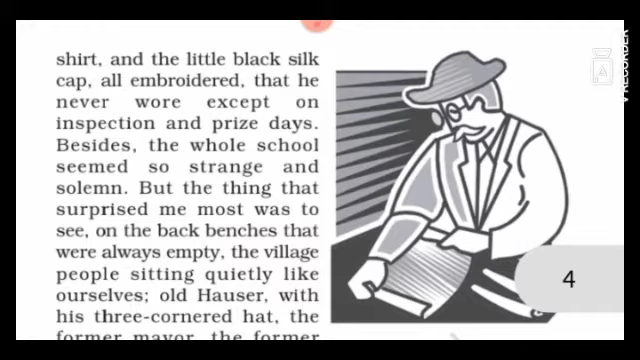 shirt, and the little black silk
cap, all embroidered, that he
never wore except on
inspection and prize days.
Besides, the whole school
seemed so strange and
solemn. But the thing that
surprised me most was to
see, on the back benches that
were always empty, the village
people sitting quietly like
ourselves; old Hauser, with
his three-cornered hat, the
former mayor, the former
4
V RECORDER